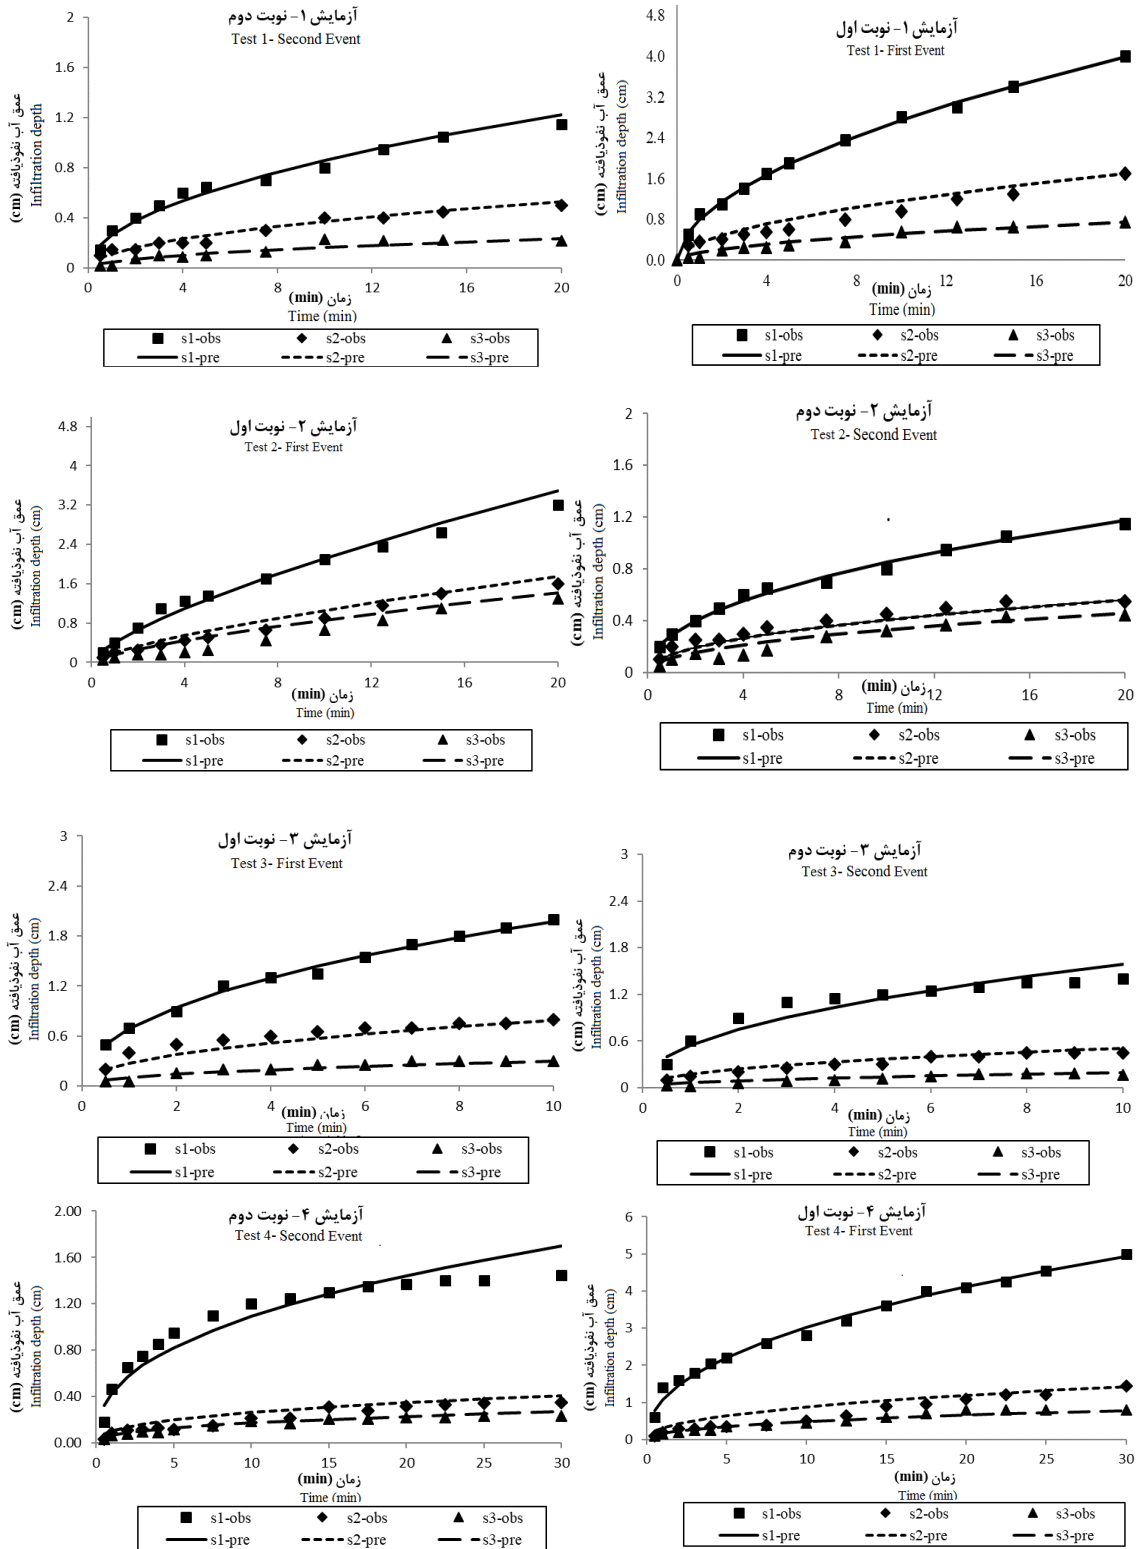 آزمایش ۱- نوبت دوم
Test 1- Second Event
2
1.6
1.2
0.8
0.4
0
عمق آب نفوذیافته (cm)
Infiltration depth
4
8
12
16
20
زمان (min)
Time (min)
s1-obs s2-obs s3-obs
s1-pre s2-pre s3-pre
آزمایش ۱- نوبت اول
Test 1- First Event
4.8
4.0
3.2
2.4
1.6
0.8
0.0
عمق آب نفوذیافته (cm)
Infiltration depth (cm)
0
4
8
12
16
20
زمان (min)
Time (min)
s1-obs s2-obs s3-obs
s1-pre s2-pre s3-pre
آزمایش ۲- نوبت اول
Test 2- First Event
4.8
4
3.2
2.4
1.6
0.8
0
عمق آب نفوذیافته (cm)
Infiltration depth (cm)
0
4
8
12
16
20
زمان (min)
Time (min)
s1-obs s2-obs s3-obs
s1-pre s2-pre s3-pre
آزمایش ۲- نوبت دوم
Test 2- Second Event
2
1.6
1.2
0.8
0.4
0
عمق آب نفوذیافته (cm)
Infiltration depth (cm)
0
4
8
12
16
20
زمان (min)
Time (min)
s1-obs s2-obs s3-obs
s1-pre s2-pre s3-pre
آزمایش ۳- نوبت اول
Test 3- First Event
3
2.4
1.8
1.2
0.6
0
عمق آب نفوذیافته (cm)
Infiltration depth (cm)
0
2
4
6
8
10
زمان (min)
Time (min)
s1-obs s2-obs s3-obs
s1-pre s2-pre s3-pre
آزمایش ۳- نوبت دوم
Test 3- Second Event
3
2.4
1.8
1.2
0.6
0
عمق آب نفوذیافته (cm)
Infiltration depth (cm)
0
2
4
6
8
10
زمان (min)
Time (min)
s1-obs s2-obs s3-obs
s1-pre s2-pre s3-pre
آزمایش ۴- نوبت دوم
Test 4- Second Event
2.00
1.60
1.20
0.80
0.40
0.00
عمق آب نفوذیافته (cm)
Infiltration depth (cm)
0
5
10
15
20
25
30
زمان (min)
Time (min)
s1-obs s2-obs s3-obs
s1-pre s2-pre s3-pre
آزمایش ۴- نوبت اول
Test 4- First Event
6
5
4
3
2
1
0
عمق آب نفوذیافته (cm)
Infiltration depth (cm)
0
5
10
15
20
25
30
زمان (min)
Time (min)
s1-obs s2-obs s3-obs
s1-pre s2-pre s3-pre